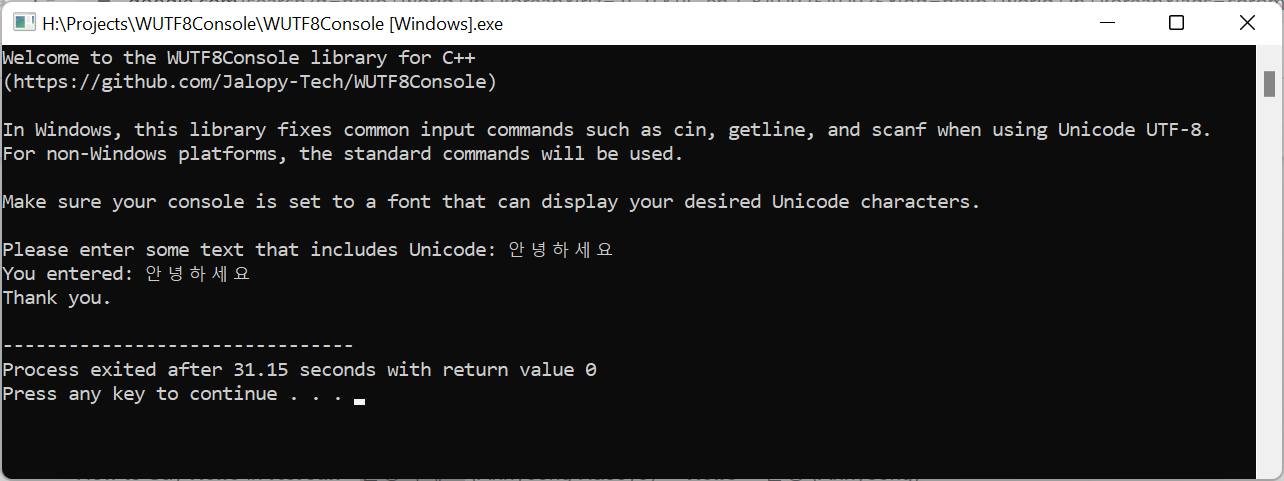 H:\Projects\WUTF8Console\WUTF8Console [Windows].exe
Welcome to the WUTF8Console library for C++
(https://github.com/Jalopy-Tech/WUTF8Console)
In Windows, this library fixes common input commands such as cin, getline, and scanf when using Unicode UTF-8.
For non-Windows platforms, the standard commands will be used.
Make sure your console is set to a font that can display your desired Unicode characters.
Please enter some text that includes Unicode: 안녕하세요
You entered: 안녕하세요
Thank you.
--------------------------------
Process exited after 31.15 seconds with return value 0
Press any key to continue . . .